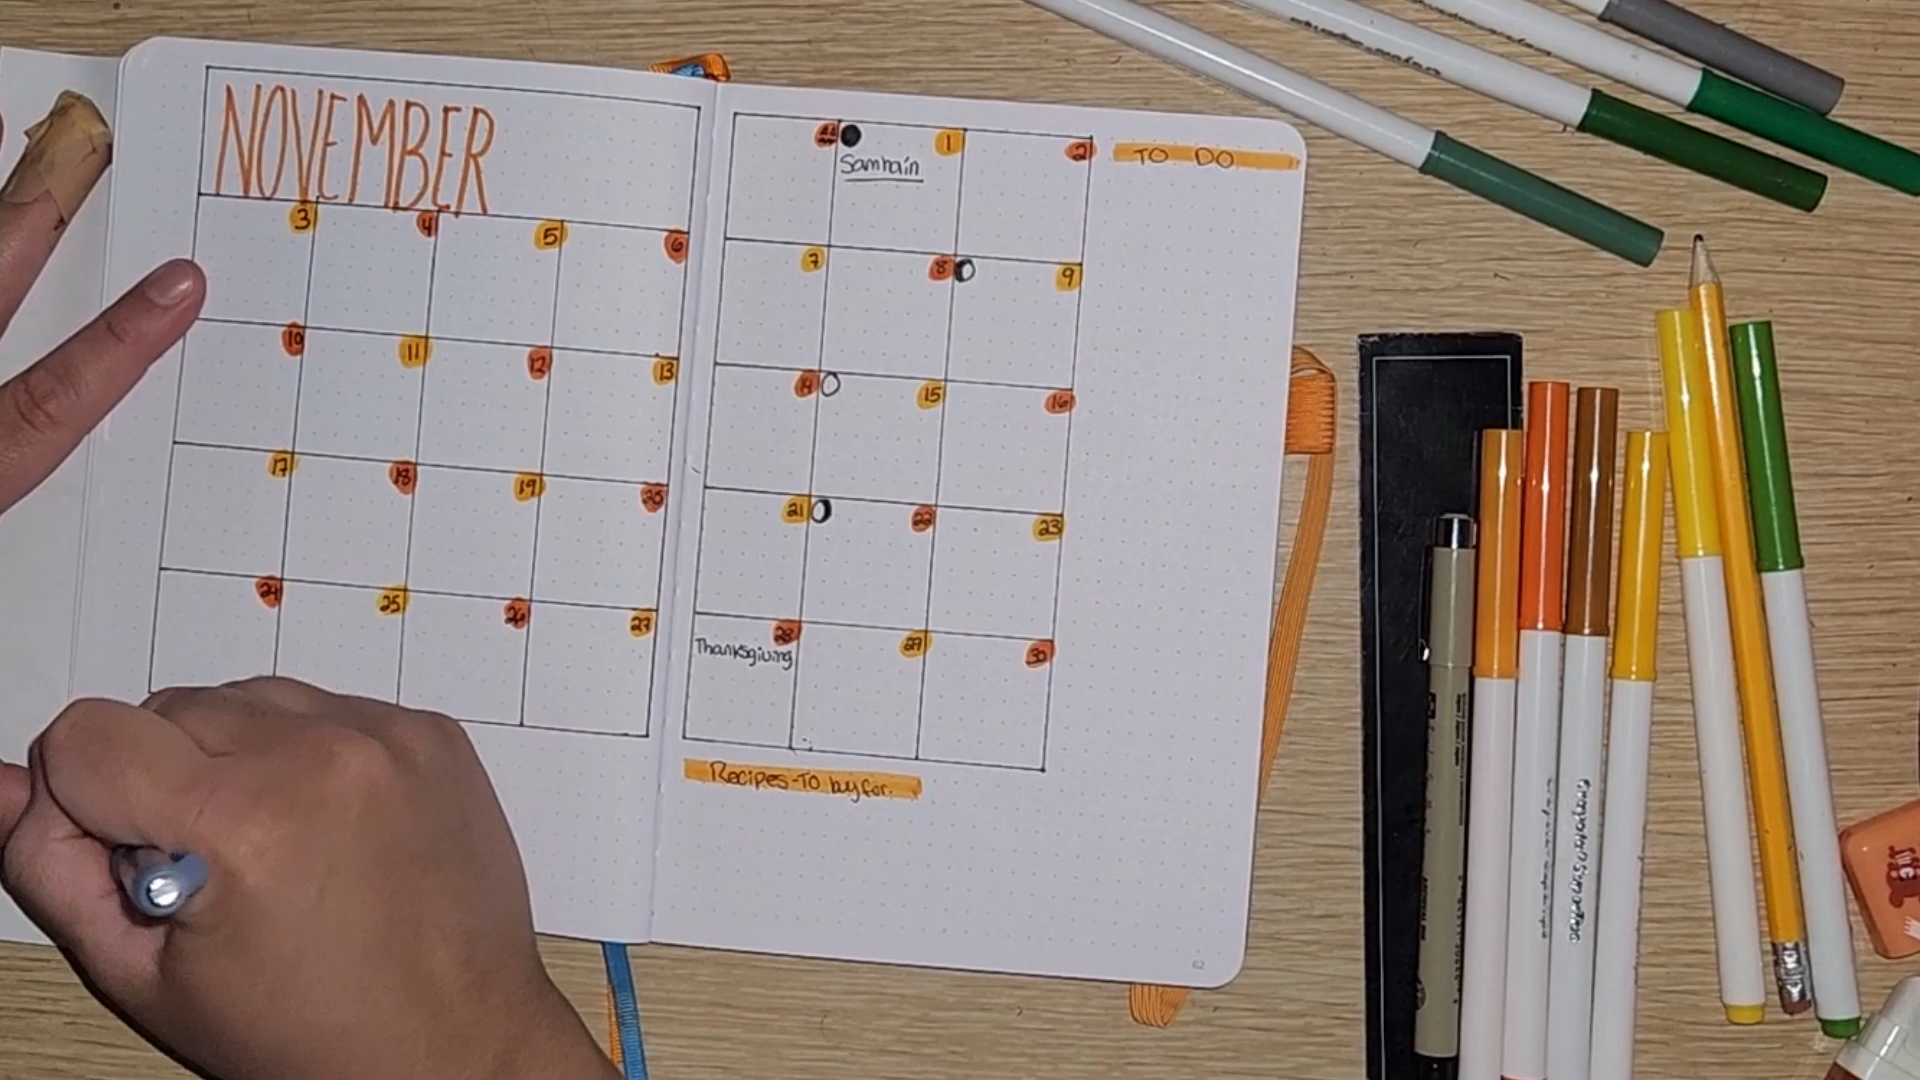 NOVEMBER
1 2
Samhain
TO DO
3 4 5 6
7 8 9
10 11 12 13
14 15 16
17 18 19 20
21 22 23
24 25 26 27
28 29 30
Thanksgiving
Recipes-TO buy for.